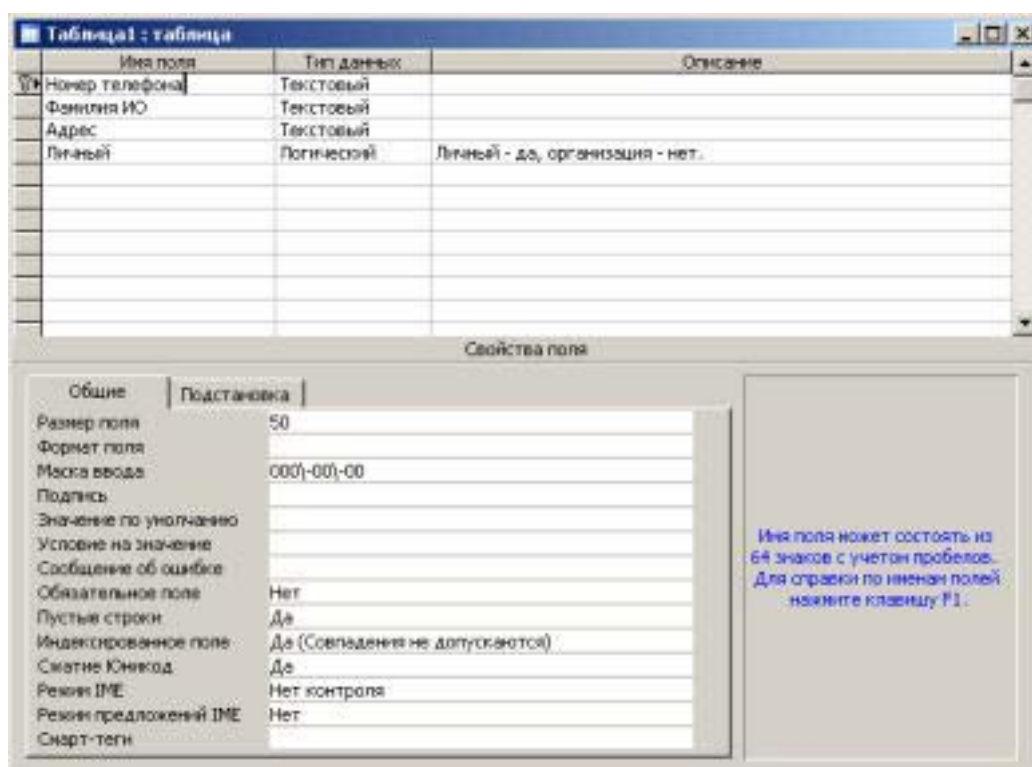 Таблица1 : таблица
Имя поля Тип данных Описание
Номер телефона Текстовый
Фамилия ИО Текстовый
Адрес Текстовый
Личный Логический Личный - да, организация - нет.
Свойства поля
Общие Подстановка
Размер поля 50
Формат поля
Маска ввода 000\-00\-00
Подпись
Значение по умолчанию
Условие на значение
Сообщение об ошибке
Обязательное поле Нет
Пустые строки Да
Индексированное поле Да (Совпадения не допускаются)
Сжатие Юникод Да
Режим IME Нет контроля
Режим предложений IME Нет
Смарт-теги
Имя поля может состоять из
64 знаков с учетом пробелов.
Для справки по именам полей
нажмите клавишу F1.